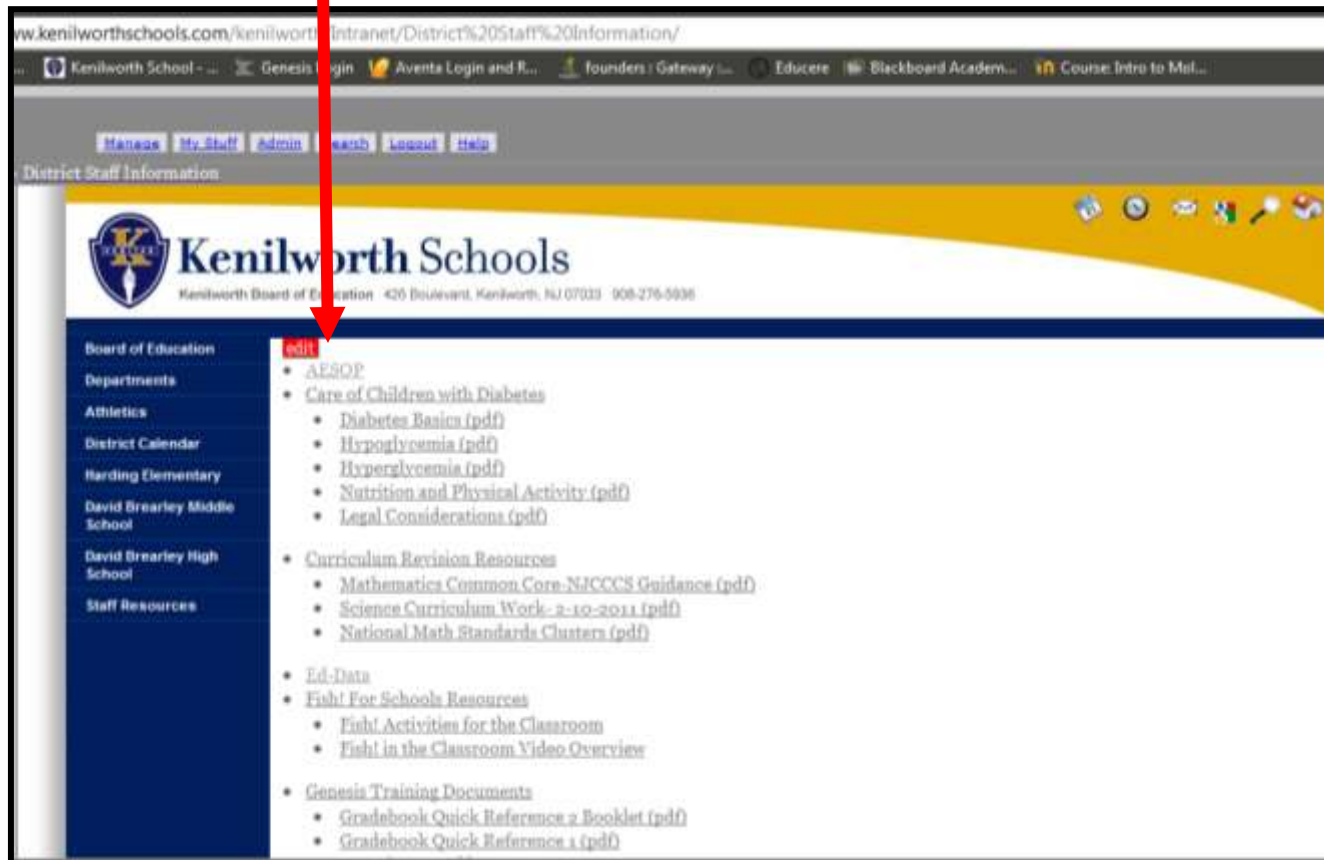 ww.kenilworthschools.com/kenilworth/Intranet/District%20Staff%20Information/
... Kenilworth School - ... Genesis Login Aventa Login and R... founders : Gateway :... Educere Blackboard Academ... Course: Intro to Mol...
Manage My Stuff Admin Search Logout Help
District Staff Information
Kenilworth Schools
Kenilworth Board of Education 426 Boulevard, Kenilworth, NJ 07033 908-276-5936
Board of Education
Departments
Athletics
District Calendar
Harding Elementary
David Brearley Middle
School
David Brearley High
School
Staff Resources
edit
• AESOP
• Care of Children with Diabetes
• Diabetes Basics (pdf)
• Hypoglycemia (pdf)
• Hyperglycemia (pdf)
• Nutrition and Physical Activity (pdf)
• Legal Considerations (pdf)
• Curriculum Revision Resources
• Mathematics Common Core-NJCCCS Guidance (pdf)
• Science Curriculum Work- 2-10-2011 (pdf)
• National Math Standards Clusters (pdf)
• Ed-Data
• Fish! For Schools Resources
• Fish! Activities for the Classroom
• Fish! in the Classroom Video Overview
• Genesis Training Documents
• Gradebook Quick Reference 2 Booklet (pdf)
• Gradebook Quick Reference 1 (pdf)